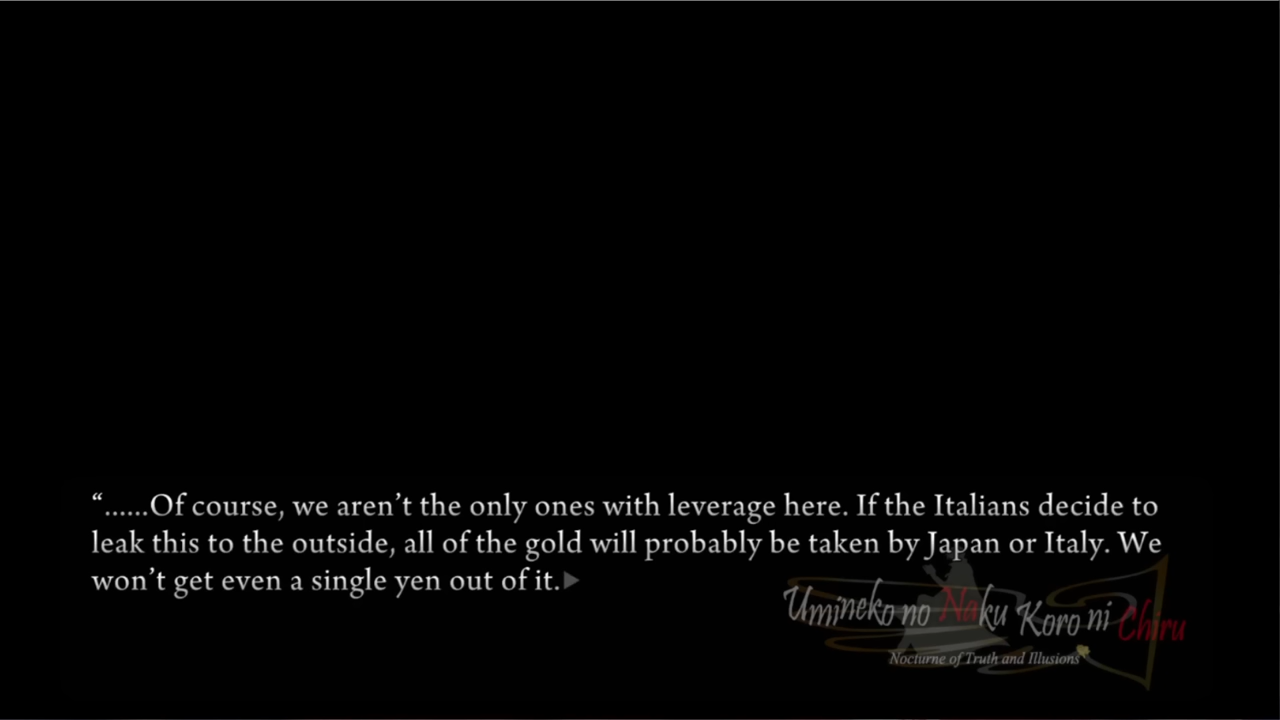 “......Of course, we aren’t the only ones with leverage here. If the Italians decide to
leak this to the outside, all of the gold will probably be taken by Japan or Italy. We
won’t get even a single yen out of it.
Umineko no Naku Koro ni Chiru
Nocturne of Truth and Illusions